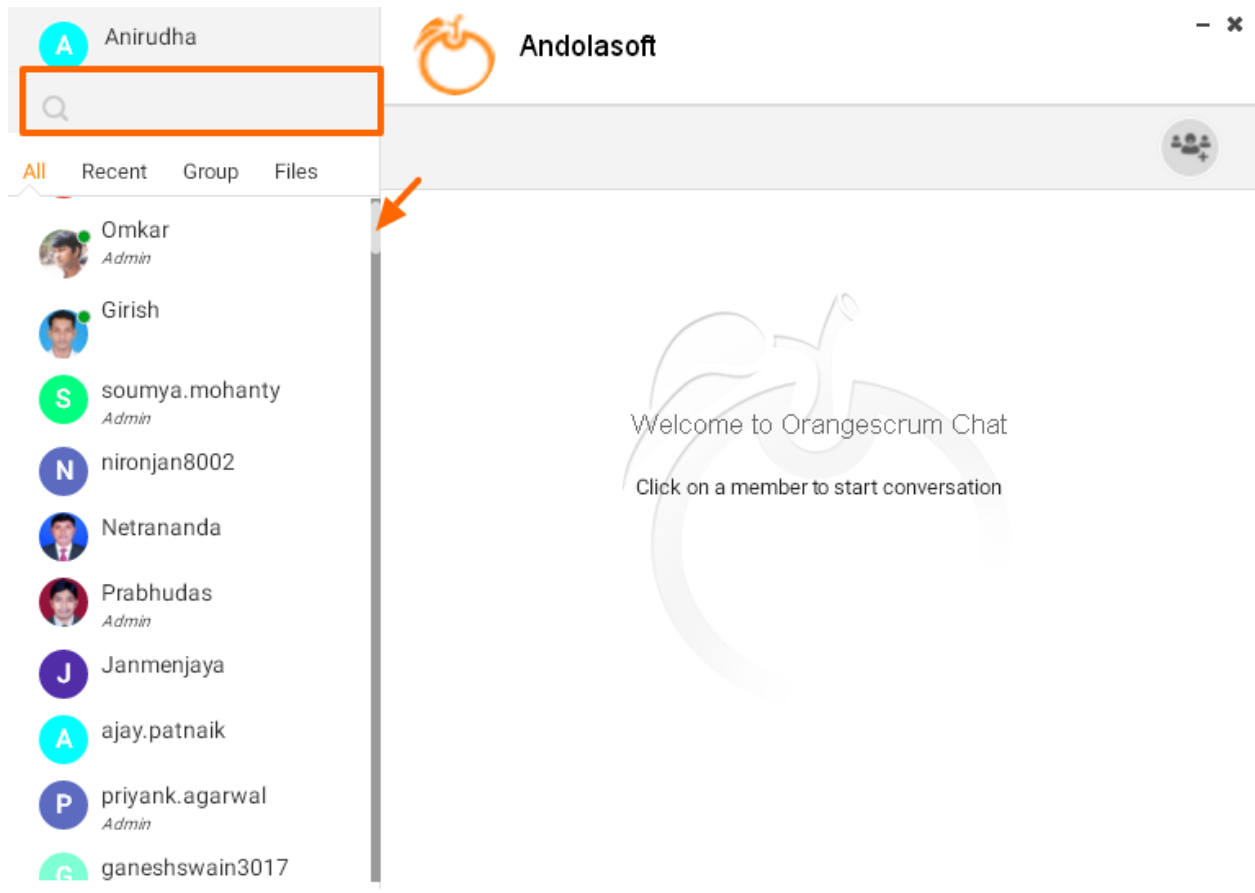 A Anirudha
Andolasoft
All Recent Group Files
Omkar
Admin
Girish
S soumya.mohanty
Admin
N nironjan8002
Netrananda
Prabhudas
Admin
J Janmenjaya
A ajay.patnaik
P priyank.agarwal
Admin
G ganeshswain3017
Welcome to Orangescrum Chat
Click on a member to start conversation